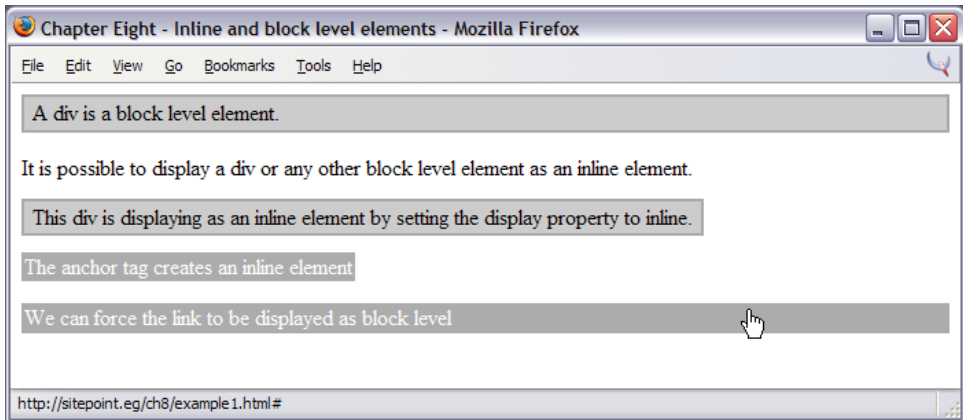 Chapter Eight - Inline and block level elements - Mozilla Firefox
File Edit View Go Bookmarks Tools Help
A div is a block level element.
It is possible to display a div or any other block level element as an inline element.
This div is displaying as an inline element by setting the display property to inline.
The anchor tag creates an inline element
We can force the link to be displayed as block level
http://sitepoint.eg/ch8/example1.html#